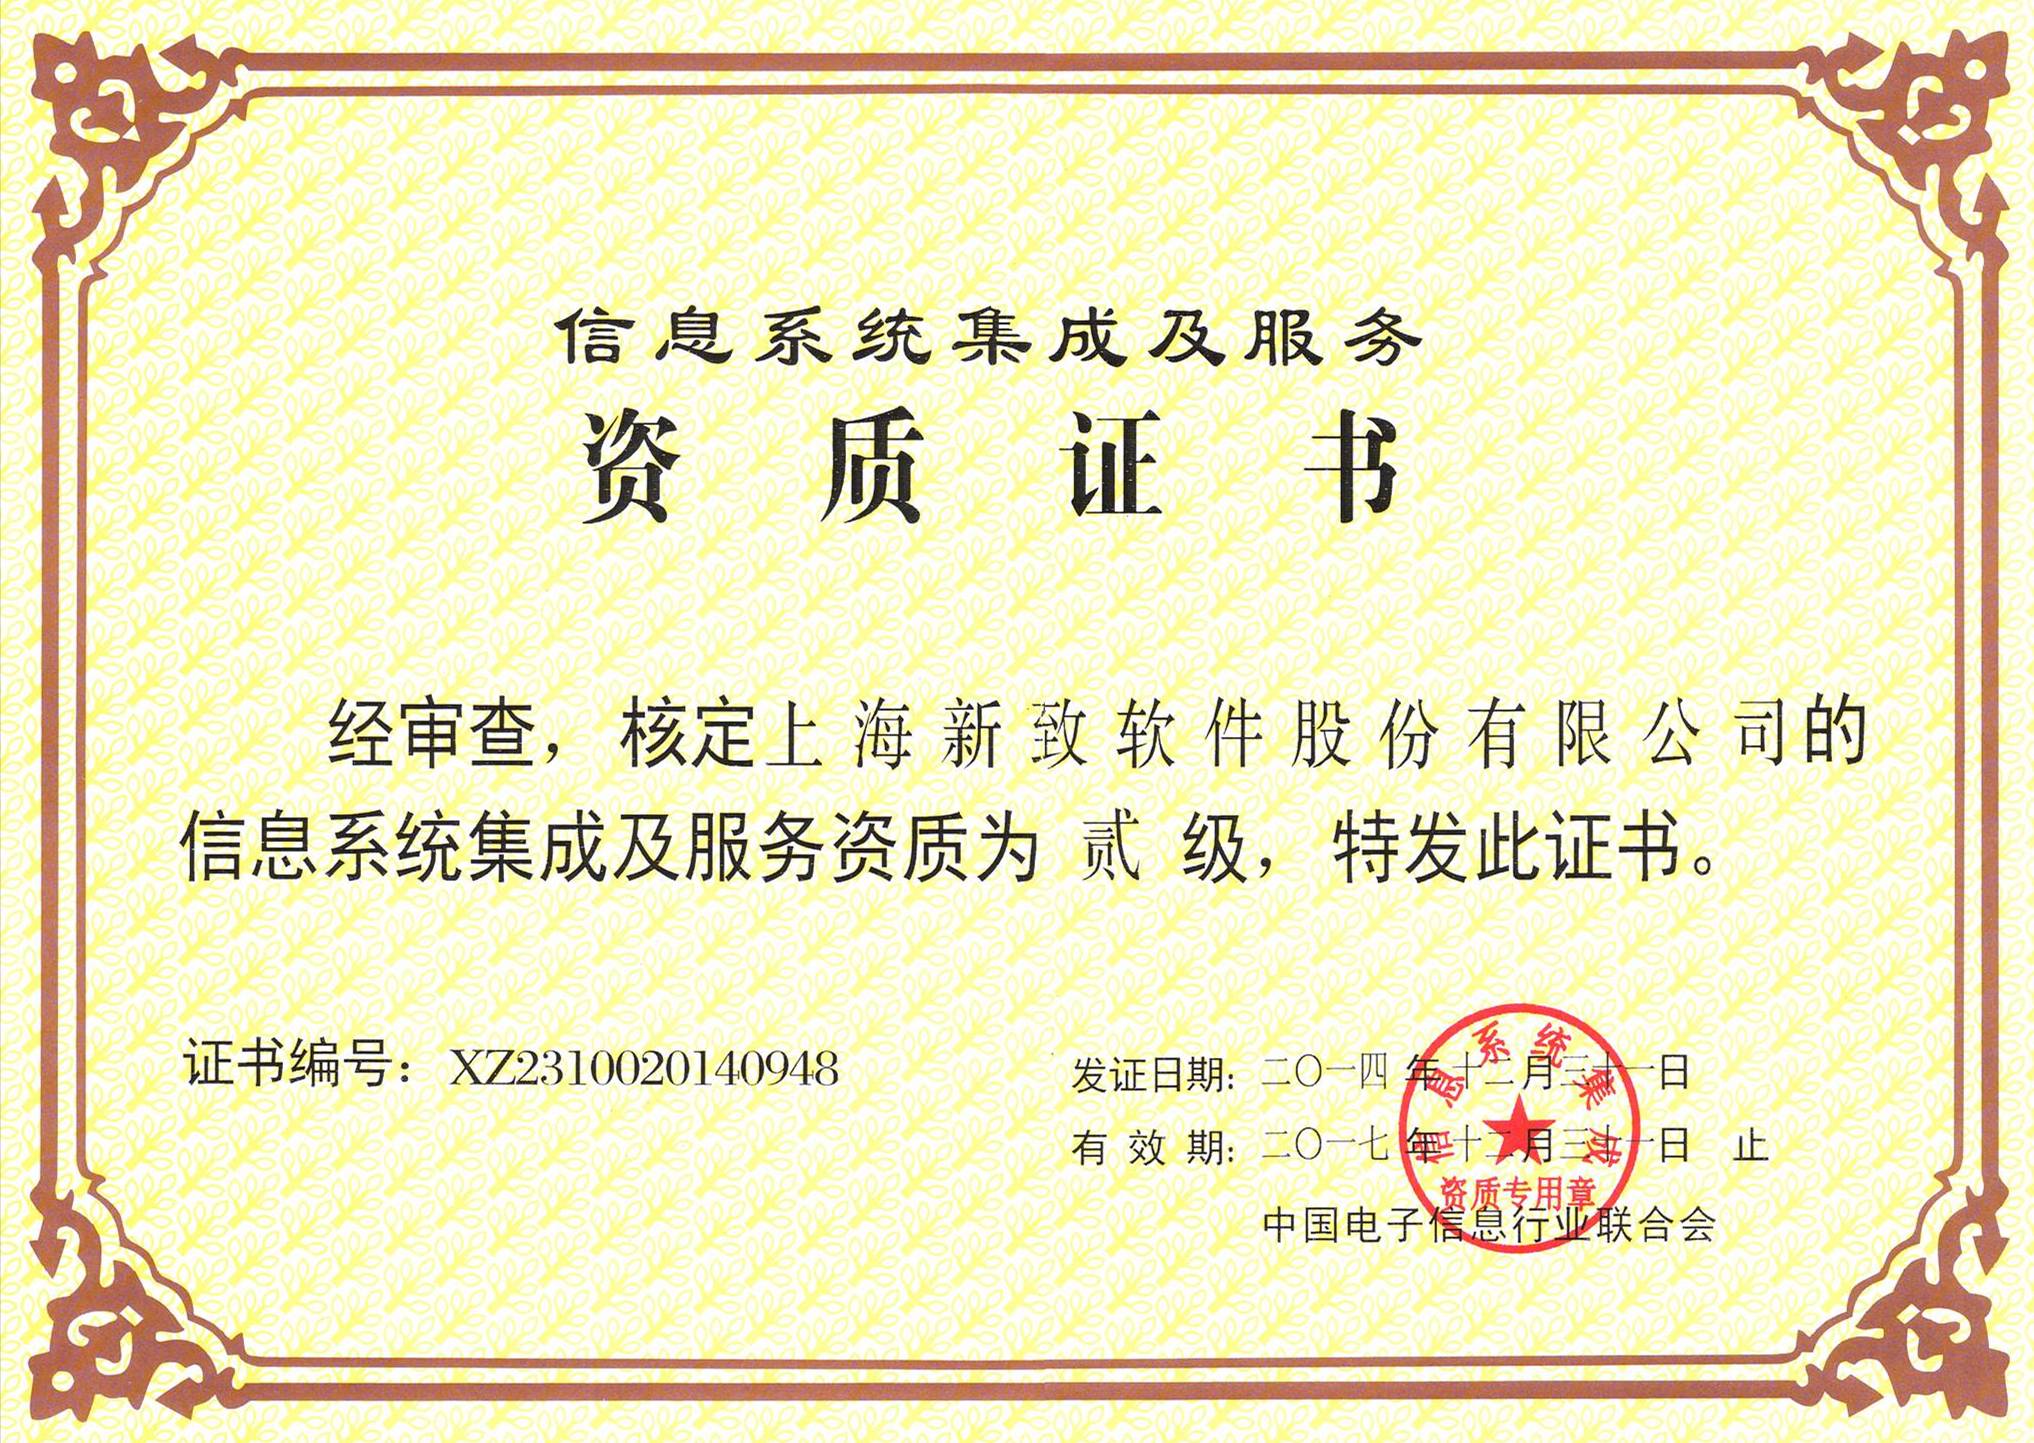 信息系统集成及服务
资质证书
经审查，核定上海新致软件股份有限公司的
信息系统集成及服务资质为 贰 级，特发此证书。
证书编号：XZ2310020140948
发证日期：二〇一四 年 十二月三十一日
有 效 期：二〇一七 年 十二月三十一日 止
中国电子信息行业联合会
信息系统集成
资质专用章